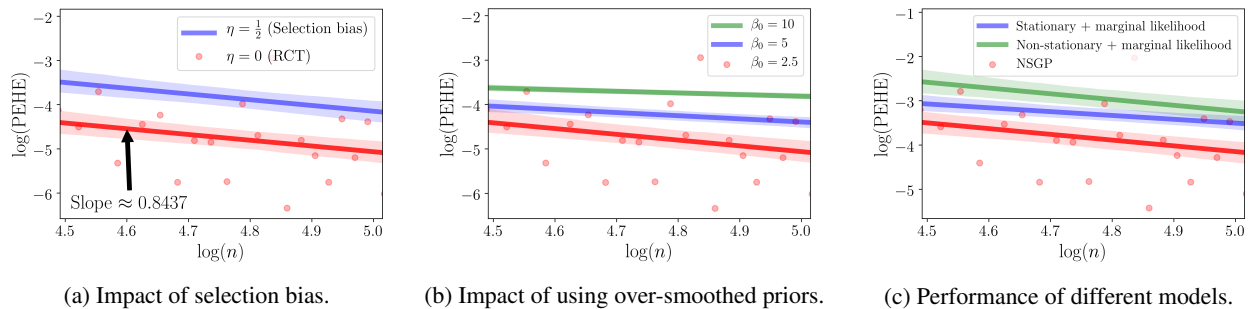 −2
−3
−4
−5
−6
log(PEHE)
η = 1/2 (Selection bias)
η = 0 (RCT)
Slope ≈ 0.8437
4.5 4.6 4.7 4.8 4.9 5.0
log(n)
(a) Impact of selection bias.
−2
−3
−4
−5
−6
log(PEHE)
β₀ = 10
β₀ = 5
β₀ = 2.5
4.5 4.6 4.7 4.8 4.9 5.0
log(n)
(b) Impact of using over-smoothed priors.
−1
−2
−3
−4
−5
log(PEHE)
Stationary + marginal likelihood
Non-stationary + marginal likelihood
NSGP
4.5 4.6 4.7 4.8 4.9 5.0
log(n)
(c) Performance of different models.